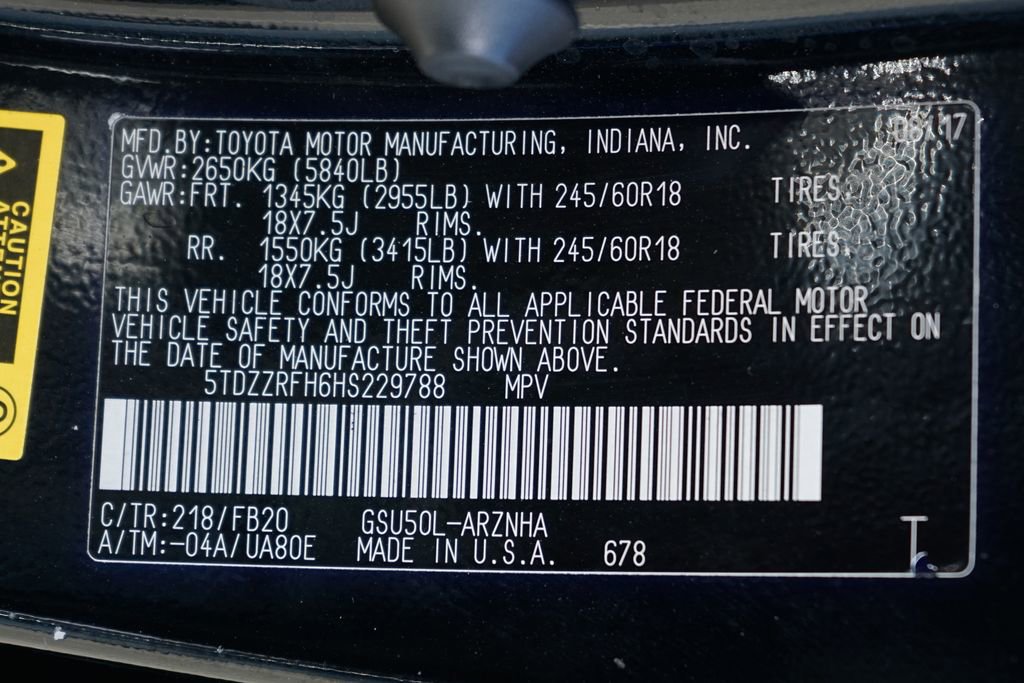 MFD.BY:TOYOTA MOTOR MANUFACTURING, INDIANA, INC. 06/17
GVWR:2650KG (5840LB)
GAWR:FRT. 1345KG (2955LB) WITH 245/60R18 TIRES,
18X7.5J RIMS.
RR. 1550KG (3415LB) WITH 245/60R18 TIRES,
18X7.5J RIMS.
THIS VEHICLE CONFORMS TO ALL APPLICABLE FEDERAL MOTOR
VEHICLE SAFETY AND THEFT PREVENTION STANDARDS IN EFFECT ON
THE DATE OF MANUFACTURE SHOWN ABOVE.
5TDZZRFH6HS229788 MPV
C/TR:218/FB20 GSU50L-ARZNHA
A/TM:-04A/UA80E MADE IN U.S.A. 678
T
CAUTION